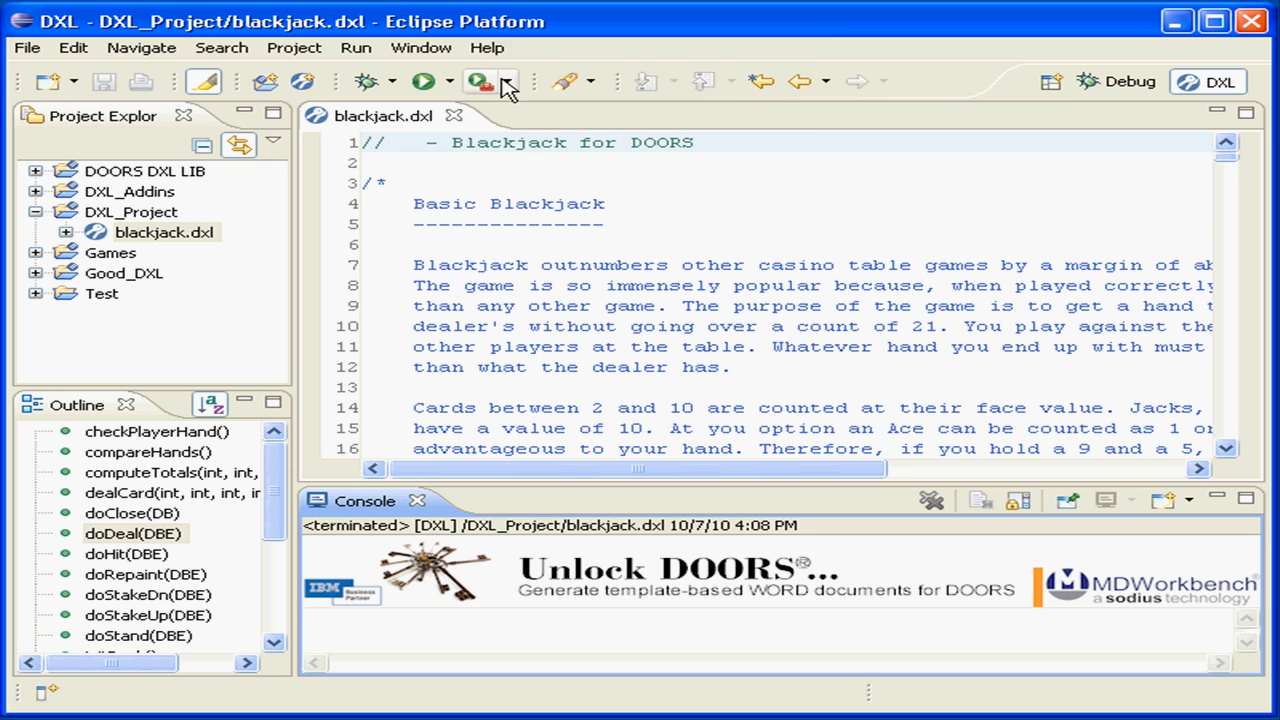 DXL - DXL_Project/blackjack.dxl - Eclipse Platform
File Edit Navigate Search Project Run Window Help
Debug DXL
Project Explor
DOORS DXL LIB
DXL_Addins
DXL_Project
blackjack.dxl
Games
Good_DXL
Test
Outline
checkPlayerHand()
compareHands()
computeTotals(int, int,
dealCard(int, int, int, ir
doClose(DB)
doDeal(DBE)
doHit(DBE)
doRepaint(DBE)
doStakeDn(DBE)
doStakeUp(DBE)
doStand(DBE)
blackjack.dxl
1 // - Blackjack for DOORS
2
3 /*
4 Basic Blackjack
5 ---------------
6
7 Blackjack outnumbers other casino table games by a margin of ab
8 The game is so immensely popular because, when played correctly
9 than any other game. The purpose of the game is to get a hand t
10 dealer's without going over a count of 21. You play against the
11 other players at the table. Whatever hand you end up with must
12 than what the dealer has.
13
14 Cards between 2 and 10 are counted at their face value. Jacks,
15 have a value of 10. At you option an Ace can be counted as 1 or
16 advantageous to your hand. Therefore, if you hold a 9 and a 5,
Console
<terminated> [DXL] /DXL_Project/blackjack.dxl 10/7/10 4:08 PM
IBM Business Partner
Unlock DOORS®...
Generate template-based WORD documents for DOORS
MDWorkbench
a sodius technology